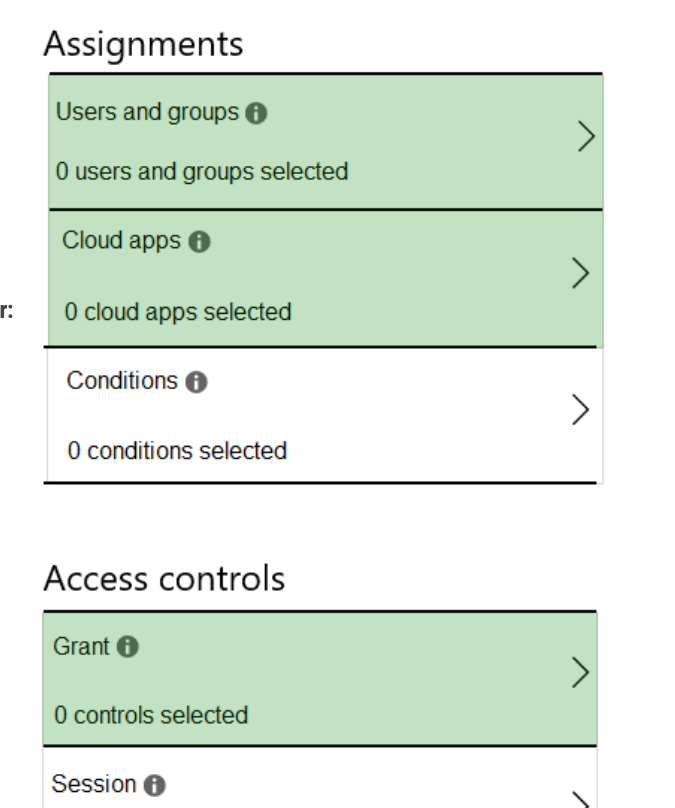 Assignments
Users and groups
0 users and groups selected
Cloud apps
r:
0 cloud apps selected
Conditions
0 conditions selected
Access controls
Grant
0 controls selected
Session